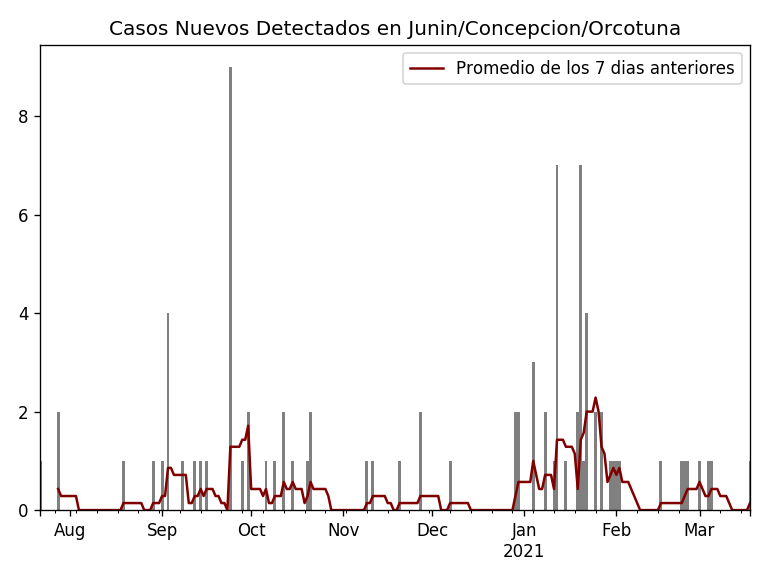 Casos Nuevos Detectados en Junin/Concepcion/Orcotuna
Promedio de los 7 dias anteriores
8
6
4
2
0
Aug Sep Oct Nov Dec Jan Feb Mar
2021